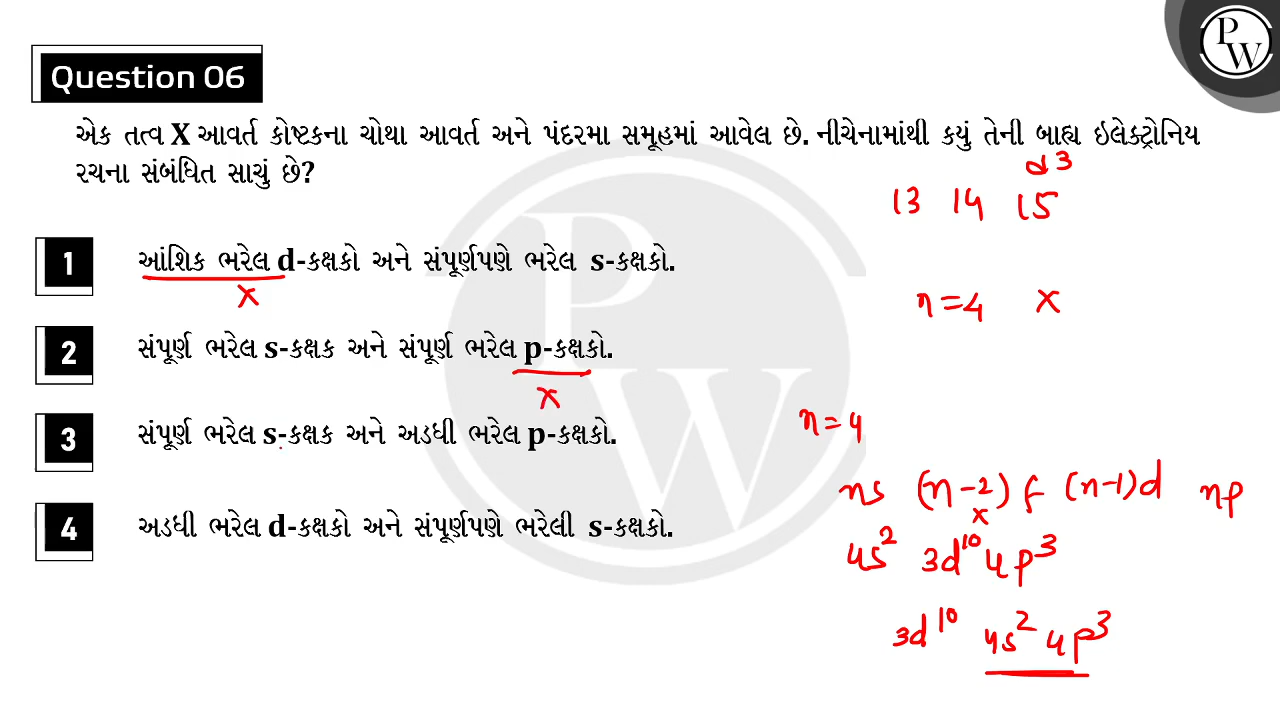 PW
Question 06
એક તત્વ X આવર્ત કોષ્ટકના ચોથા આવર્ત અને પંદરમા સમૂહમાં આવેલ છે. નીચેનામાંથી કયું તેની બાહ્ય ઇલેક્ટ્રોનિય
રચના સંબંધિત સાચું છે?
13 14 15
1 આંશિક ભરેલ d-કક્ષકો અને સંપૂર્ણપણે ભરેલ s-કક્ષકો.
x
n=4 x
2 સંપૂર્ણ ભરેલ s-કક્ષક અને સંપૂર્ણ ભરેલ p-કક્ષકો.
x
n=4
3 સંપૂર્ણ ભરેલ s-કક્ષક અને અડધી ભરેલ p-કક્ષકો.
ns (n-2) f (n-1)d np
x
4 અડધી ભરેલ d-કક્ષકો અને સંપૂર્ણપણે ભરેલી s-કક્ષકો.
4s² 3d¹⁰ 4p³
3d¹⁰ 4s² 4p³